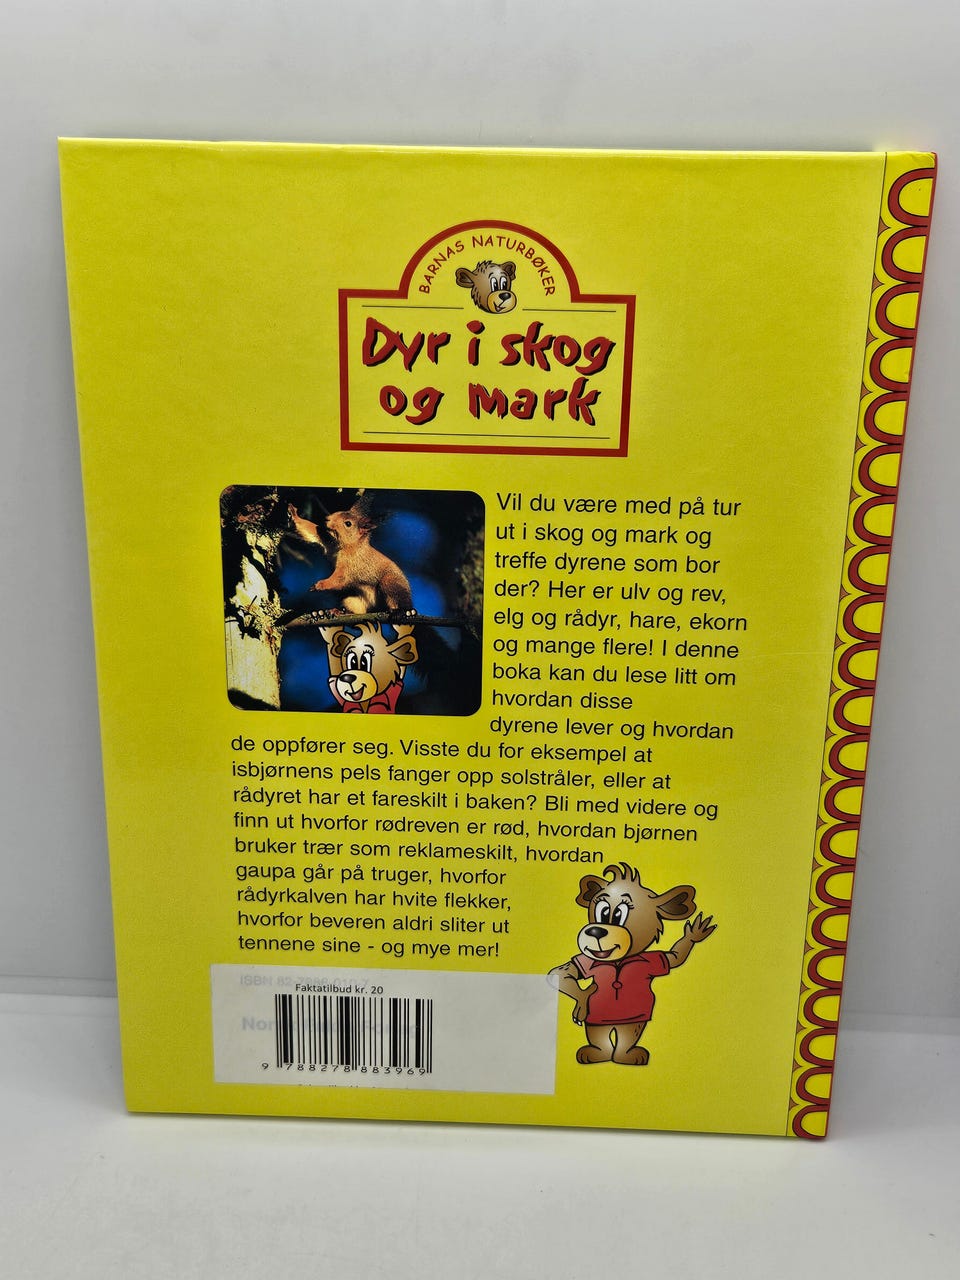 BARNAS NATURBØKER
Dyr i skog
og mark
Vil du være med på tur
ut i skog og mark og
treffe dyrene som bor
der? Her er ulv og rev,
elg og rådyr, hare, ekorn
og mange flere! I denne
boka kan du lese litt om
hvordan disse
dyrene lever og hvordan
de oppfører seg. Visste du for eksempel at
isbjørnens pels fanger opp solstråler, eller at
rådyret har et fareskilt i baken? Bli med videre og
finn ut hvorfor rødreven er rød, hvordan bjørnen
bruker trær som reklameskilt, hvordan
gaupa går på truger, hvorfor
rådyrkalven har hvite flekker,
hvorfor beveren aldri sliter ut
tennene sine - og mye mer!
ISBN 82-
Faktatilbud kr. 20
9 788278 883969